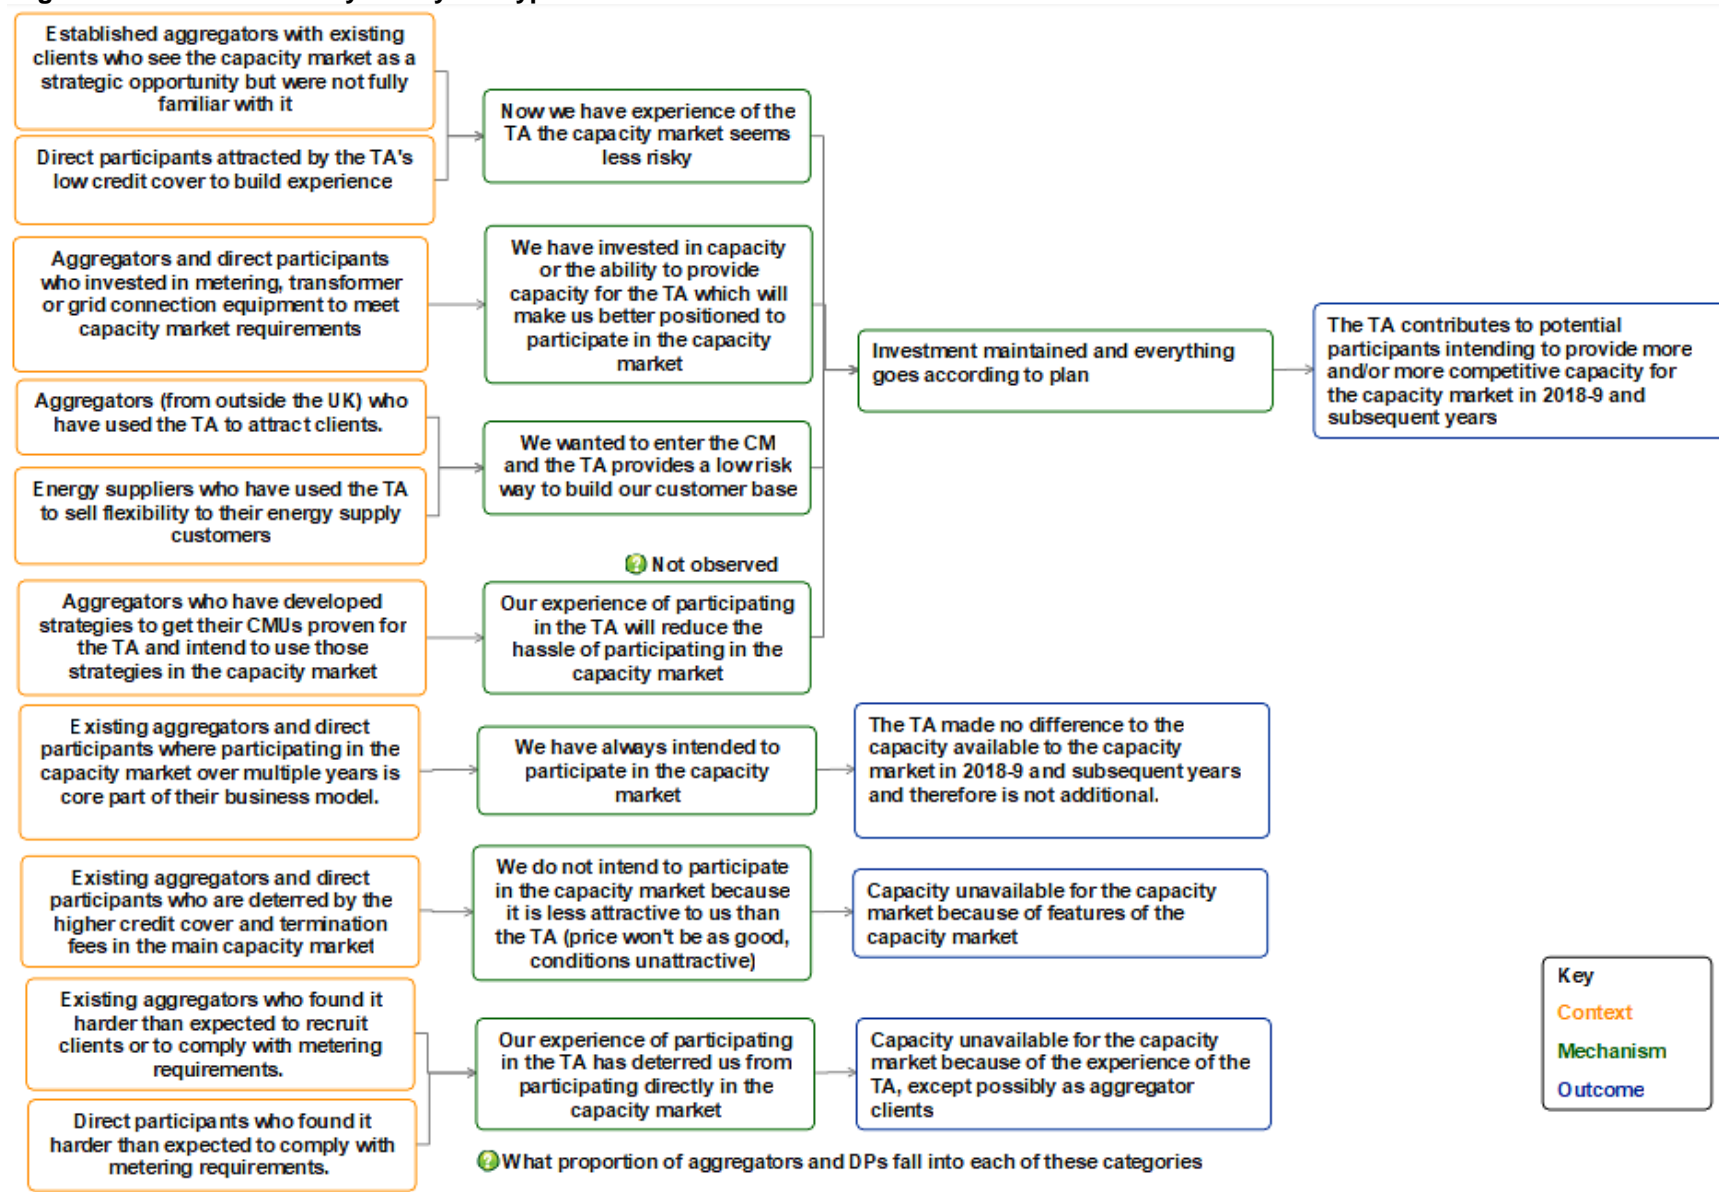 Established aggregators with existing
clients who see the capacity market as a
strategic opportunity but were not fully
familiar with it
Direct participants attracted by the TA's
low credit cover to build experience
Now we have experience of the
TA the capacity market seems
less risky
Aggregators and direct participants
who invested in metering, transformer
or grid connection equipment to meet
capacity market requirements
We have invested in capacity
or the ability to provide
capacity for the TA which will
make us better positioned to
participate in the capacity
market
Aggregators (from outside the UK) who
have used the TA to attract clients.
Energy suppliers who have used the TA
to sell flexibility to their energy supply
customers
We wanted to enter the CM
and the TA provides a low risk
way to build our customer base
Investment maintained and everything
goes according to plan
The TA contributes to potential
participants intending to provide more
and/or more competitive capacity for
the capacity market in 2018-9 and
subsequent years
Not observed
Aggregators who have developed
strategies to get their CMUs proven for
the TA and intend to use those
strategies in the capacity market
Our experience of participating
in the TA will reduce the
hassle of participating in the
capacity market
Existing aggregators and direct
participants where participating in the
capacity market over multiple years is
core part of their business model.
We have always intended to
participate in the capacity
market
The TA made no difference to the
capacity available to the capacity
market in 2018-9 and subsequent years
and therefore is not additional.
Existing aggregators and direct
participants who are deterred by the
higher credit cover and termination
fees in the main capacity market
We do not intend to participate
in the capacity market because
it is less attractive to us than
the TA (price won't be as good,
conditions unattractive)
Capacity unavailable for the capacity
market because of features of the
capacity market
Existing aggregators who found it
harder than expected to recruit
clients or to comply with metering
requirements.
Direct participants who found it
harder than expected to comply with
metering requirements.
Our experience of participating
in the TA has deterred us from
participating directly in the
capacity market
Capacity unavailable for the capacity
market because of the experience of the
TA, except possibly as aggregator
clients
What proportion of aggregators and DPs fall into each of these categories
Key
Context
Mechanism
Outcome